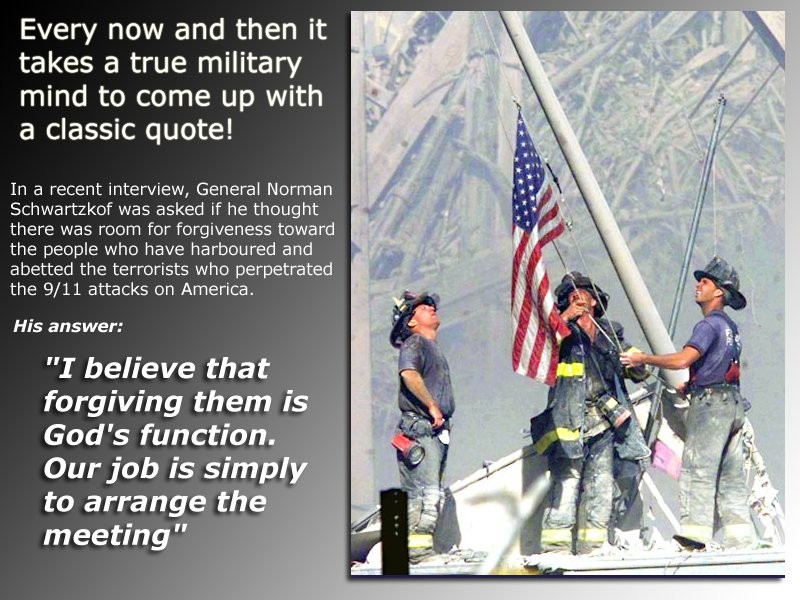 Every now and then it
takes a true military
mind to come up with
a classic quote!
In a recent interview, General Norman
Schwartzkof was asked if he thought
there was room for forgiveness toward
the people who have harboured and
abetted the terrorists who perpetrated
the 9/11 attacks on America.
His answer:
"I believe that
forgiving them is
God's function.
Our job is simply
to arrange the
meeting"